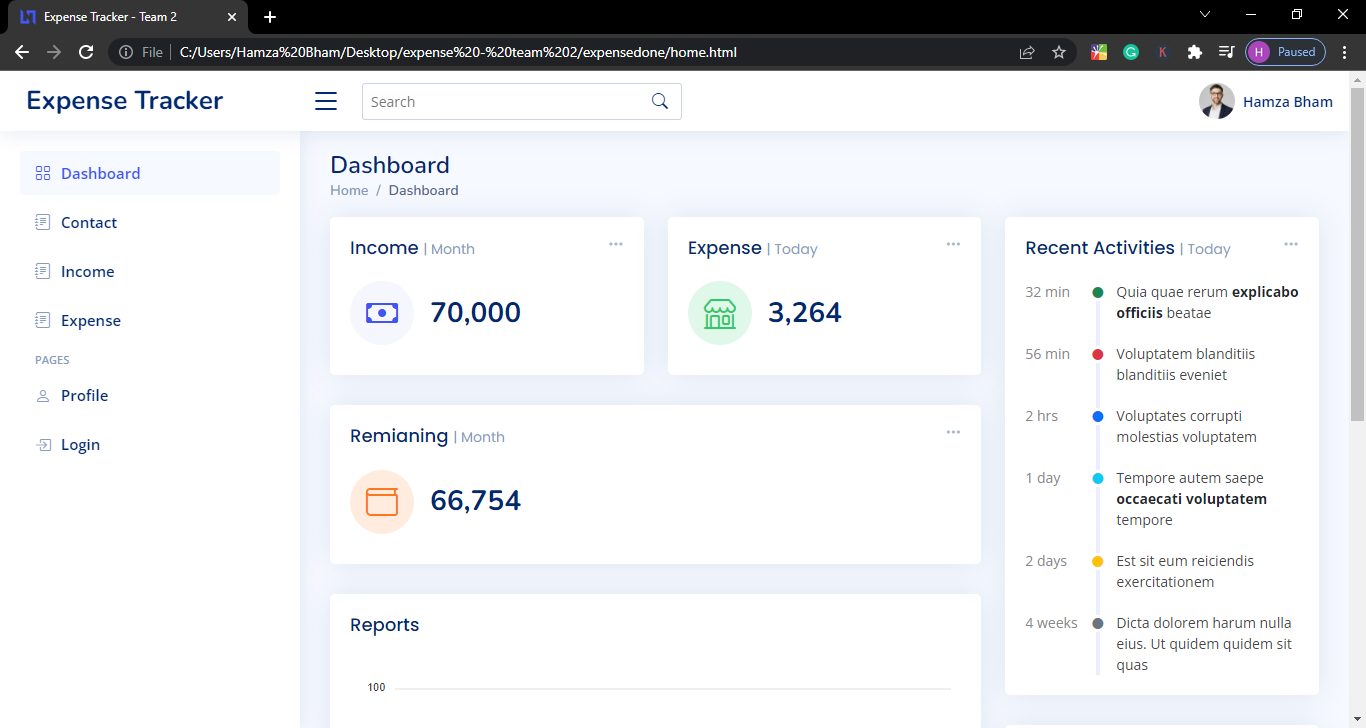 Expense Tracker - Team 2
File
C:/Users/Hamza%20Bham/Desktop/expense%20-%20team%202/expensedone/home.html
K
H
Paused
Expense Tracker
Search
Hamza Bham
Dashboard
Contact
Income
Expense
PAGES
Profile
Login
Dashboard
Home / Dashboard
Income | Month
70,000
Expense | Today
3,264
Remianing | Month
66,754
Reports
100
Recent Activities | Today
32 min
Quia quae rerum explicabo
officiis beatae
56 min
Voluptatem blanditiis
blanditiis eveniet
2 hrs
Voluptates corrupti
molestias voluptatem
1 day
Tempore autem saepe
occaecati voluptatem
tempore
2 days
Est sit eum reiciendis
exercitationem
4 weeks
Dicta dolorem harum nulla
eius. Ut quidem quidem sit
quas